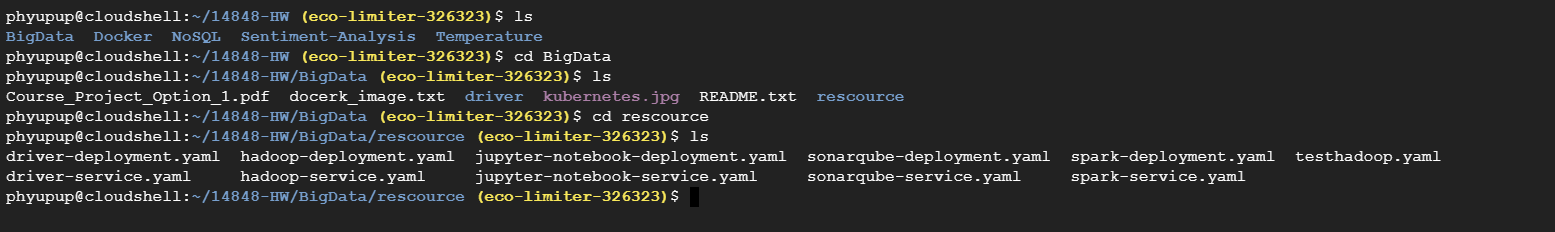 phyupup@cloudshell:~/14848-HW (eco-limiter-326323)$ ls
BigData  Docker  NoSQL  Sentiment-Analysis  Temperature
phyupup@cloudshell:~/14848-HW (eco-limiter-326323)$ cd BigData
phyupup@cloudshell:~/14848-HW/BigData (eco-limiter-326323)$ ls
Course_Project_Option_1.pdf  docerk_image.txt  driver  kubernetes.jpg  README.txt  rescource
phyupup@cloudshell:~/14848-HW/BigData (eco-limiter-326323)$ cd rescource
phyupup@cloudshell:~/14848-HW/BigData/rescource (eco-limiter-326323)$ ls
driver-deployment.yaml  hadoop-deployment.yaml  jupyter-notebook-deployment.yaml  sonarqube-deployment.yaml  spark-deployment.yaml  testhadoop.yaml
driver-service.yaml     hadoop-service.yaml     jupyter-notebook-service.yaml     sonarqube-service.yaml     spark-service.yaml
phyupup@cloudshell:~/14848-HW/BigData/rescource (eco-limiter-326323)$